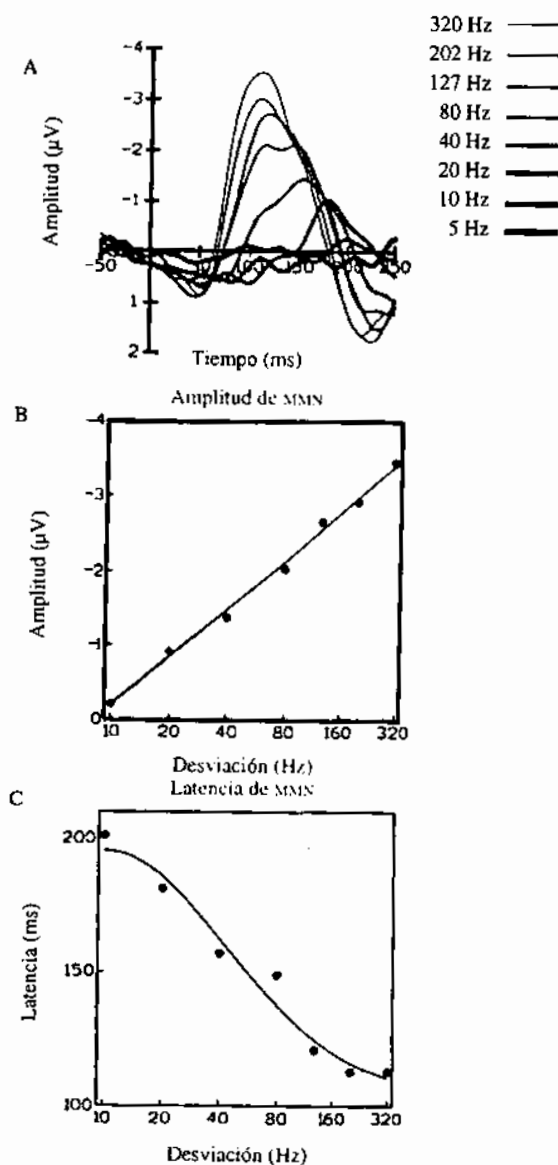 320 Hz
202 Hz
127 Hz
80 Hz
40 Hz
20 Hz
10 Hz
5 Hz
A
Amplitud (µV)
-4
-3
-2
-1
1
2
-50
Tiempo (ms)
Amplitud de MMN
B
Amplitud (µV)
-4
-3
-2
-1
0
10 20 40 80 160 320
Desviación (Hz)
Latencia de MMN
C
Latencia (ms)
200
150
100
10 20 40 80 160 320
Desviación (Hz)